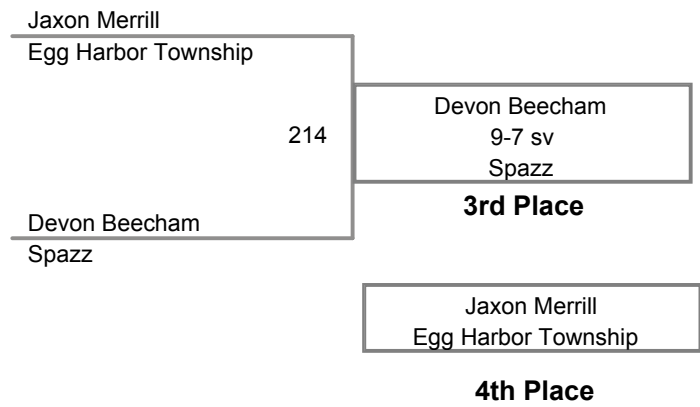 Jaxon Merrill
Egg Harbor Township
214
Devon Beecham
9-7 sv
Spazz
3rd Place
Devon Beecham
Spazz
Jaxon Merrill
Egg Harbor Township
4th Place